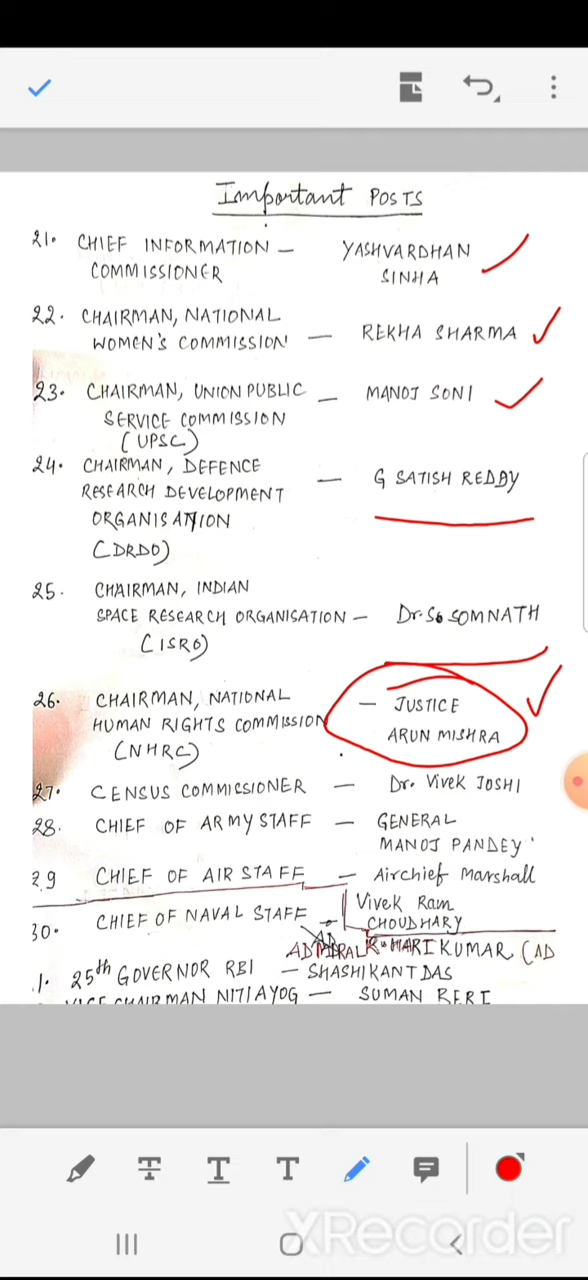 Important POSTS
21. CHIEF INFORMATION – YASHVARDHAN
COMMISSIONER SINHA
22. CHAIRMAN, NATIONAL
WOMEN'S COMMISSION – REKHA SHARMA
23. CHAIRMAN, UNION PUBLIC – MANOJ SONI
SERVICE COMMISSION
(UPSC)
24. CHAIRMAN, DEFENCE – G SATISH REDDY
RESEARCH DEVELOPMENT
ORGANISATION
(DRDO)
25. CHAIRMAN, INDIAN
SPACE RESEARCH ORGANISATION – Dr. S. SOMNATH
(ISRO)
26. CHAIRMAN, NATIONAL – JUSTICE
HUMAN RIGHTS COMMISSION ARUN MISHRA
(NHRC)
27. CENSUS COMMISSIONER – Dr. Vivek JOSHI
28. CHIEF OF ARMY STAFF – GENERAL
MANOJ PANDEY
29 CHIEF OF AIR STAFF – Airchief Marshall
Vivek Ram
CHOUDHARY
30. CHIEF OF NAVAL STAFF –
ADMIRAL R. HARI KUMAR (AD
1. 25th GOVERNOR RBI – SHASHIKANT DAS
VICE CHAIRMAN NITIAYOG – SUMAN BERI
T T T
XRecorder